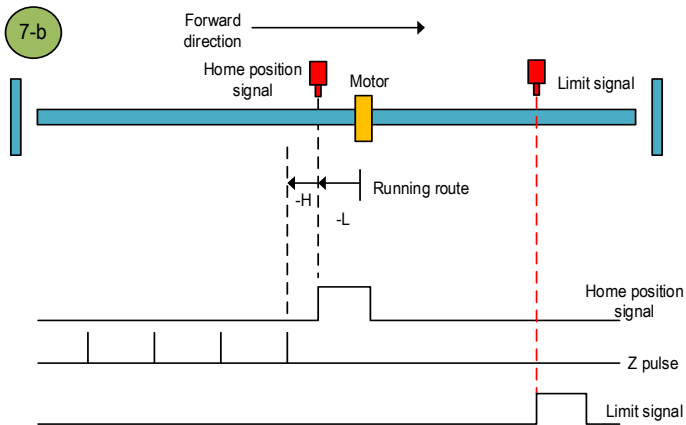 7-b
Forward
direction
Home position
signal
Motor
Limit signal
Running route
-H
-L
Home position
signal
Z pulse
Limit signal